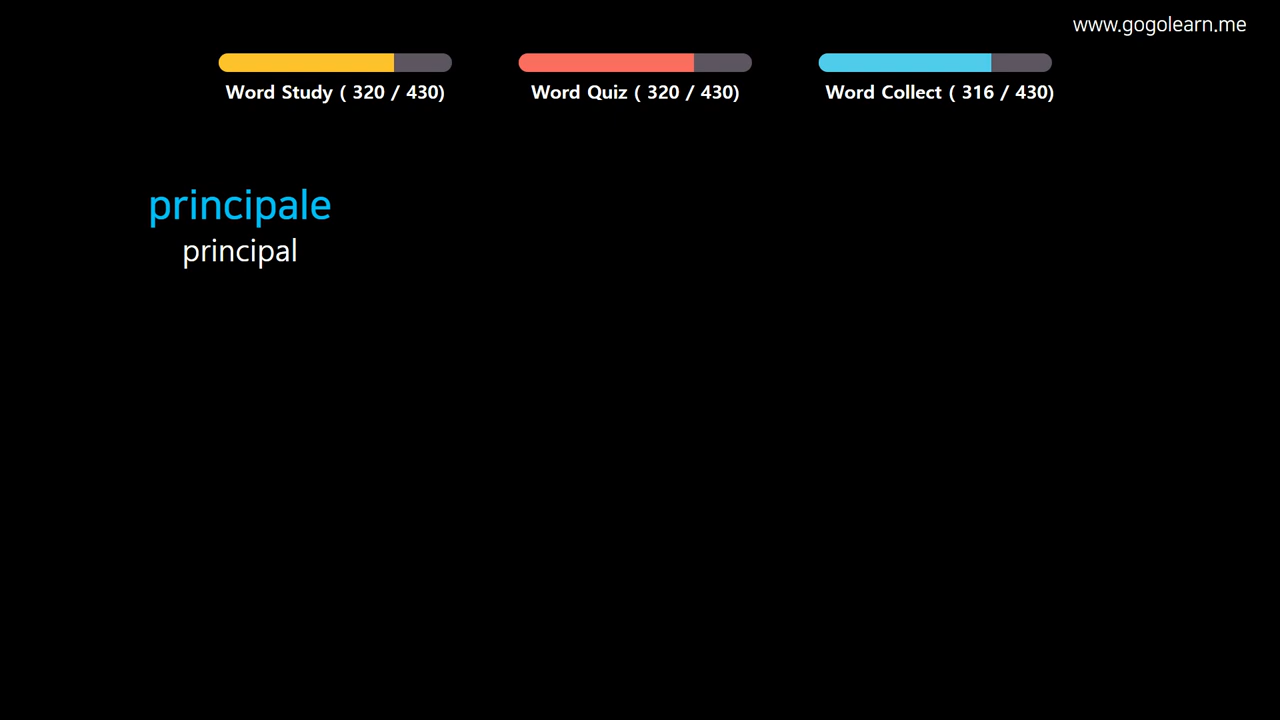 www.gogolearn.me
Word Study ( 320 / 430)
Word Quiz ( 320 / 430)
Word Collect ( 316 / 430)
principale
principal